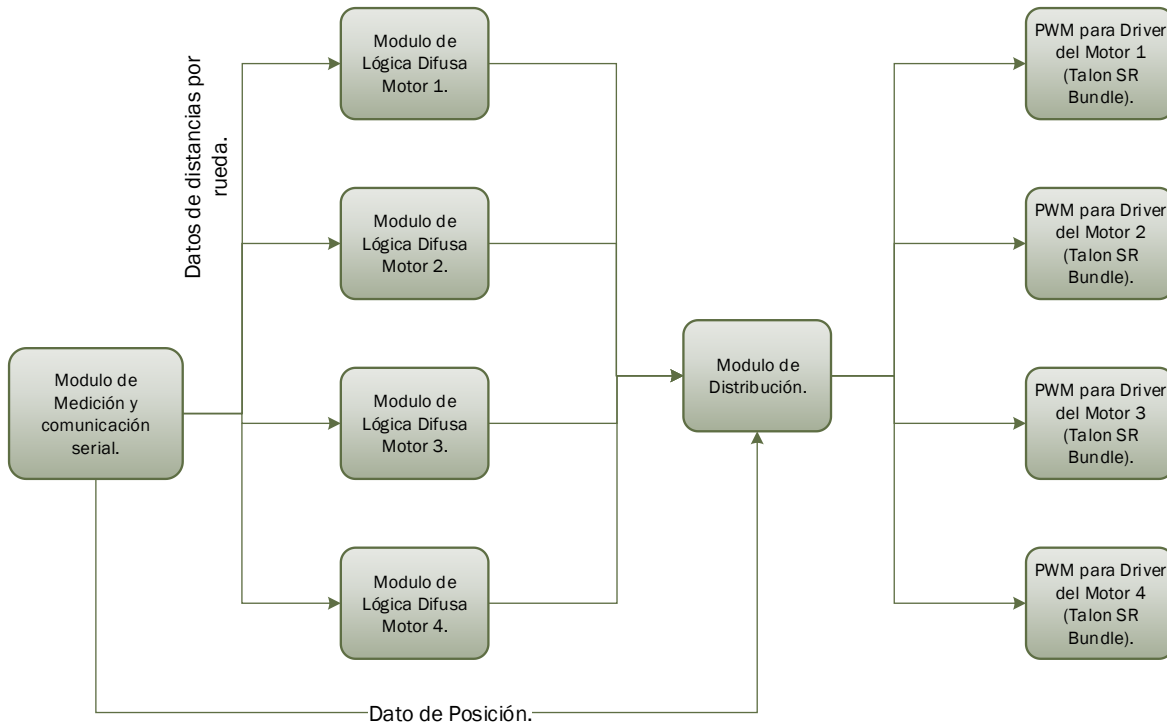 Modulo de
Lógica Difusa
Motor 1.
PWM para Driver
del Motor 1
(Talon SR
Bundle).
Datos de distancias por
rueda.
Modulo de
Lógica Difusa
Motor 2.
PWM para Driver
del Motor 2
(Talon SR
Bundle).
Modulo de
Medición y
comunicación
serial.
Modulo de
Distribución.
Modulo de
Lógica Difusa
Motor 3.
PWM para Driver
del Motor 3
(Talon SR
Bundle).
Modulo de
Lógica Difusa
Motor 4.
PWM para Driver
del Motor 4
(Talon SR
Bundle).
Dato de Posición.